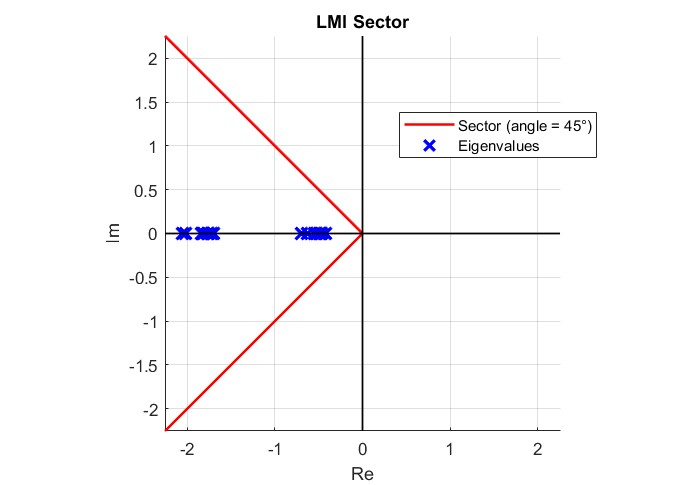 LMI Sector
2
1.5
1
0.5
0
-0.5
-1
-1.5
-2
Im
Sector (angle = 45°)
Eigenvalues
-2 -1 0 1 2
Re